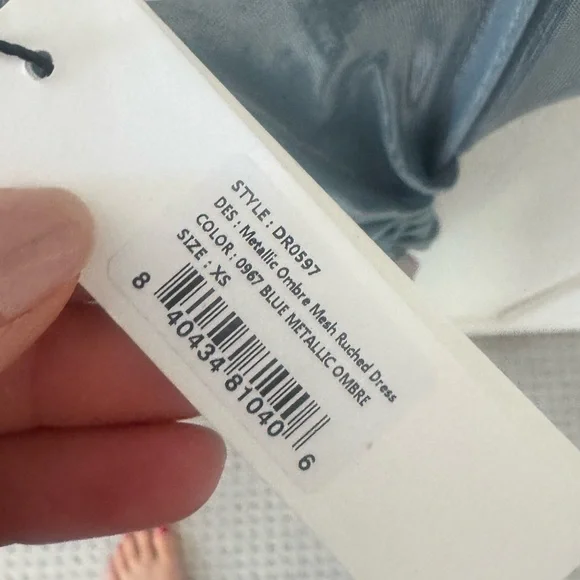 STYLE : DR0597
DES : Metallic Ombre Mesh Ruched Dress
COLOR : 0967 BLUE METALLIC OMBRE
SIZE : XS
8 40434 81040 6